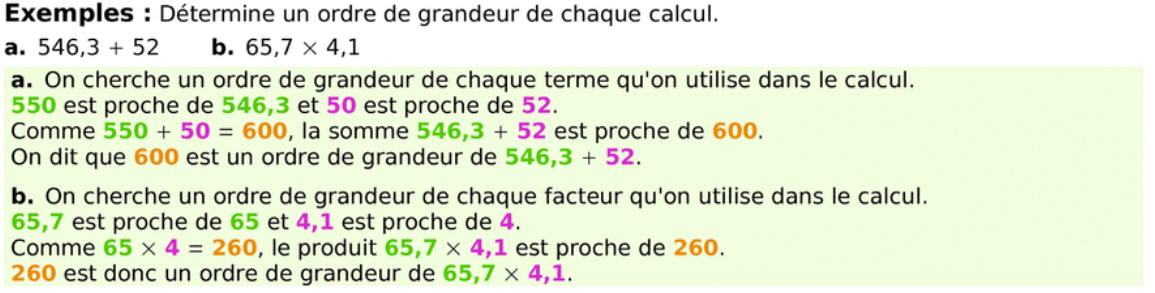 Exemples : Détermine un ordre de grandeur de chaque calcul.
a. 546,3 + 52 b. 65,7 × 4,1
a. On cherche un ordre de grandeur de chaque terme qu'on utilise dans le calcul.
550 est proche de 546,3 et 50 est proche de 52.
Comme 550 + 50 = 600, la somme 546,3 + 52 est proche de 600.
On dit que 600 est un ordre de grandeur de 546,3 + 52.
b. On cherche un ordre de grandeur de chaque facteur qu'on utilise dans le calcul.
65,7 est proche de 65 et 4,1 est proche de 4.
Comme 65 × 4 = 260, le produit 65,7 × 4,1 est proche de 260.
260 est donc un ordre de grandeur de 65,7 × 4,1.